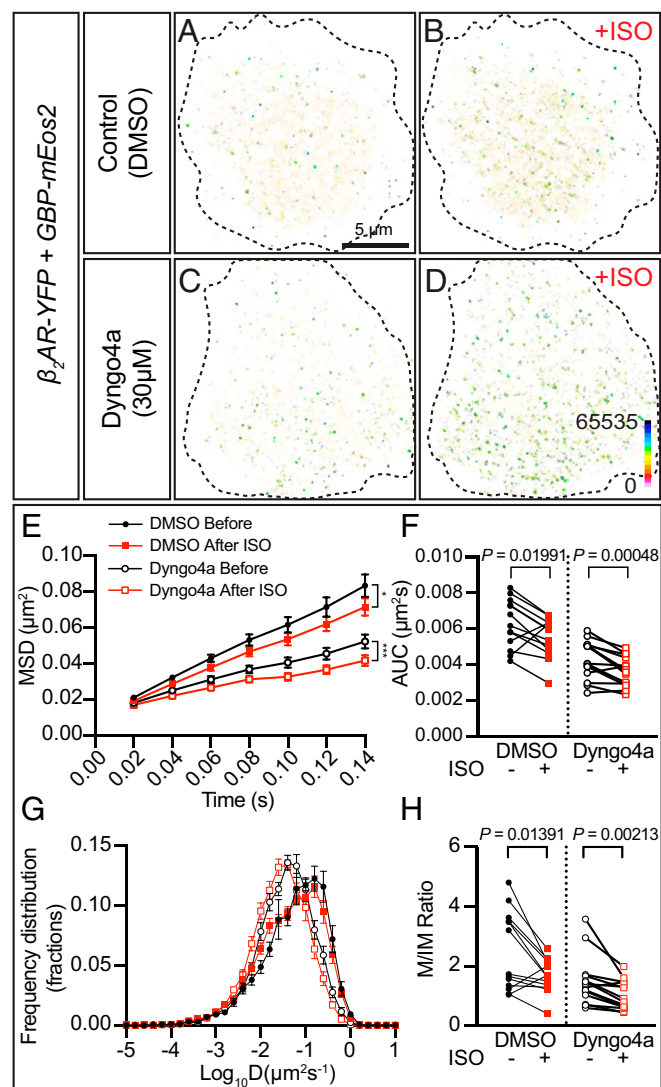 β2AR-YFP + GBP-mEos2
Control
(DMSO)
Dyngo4a
(30μM)
A
B
+ISO
5 μm
C
D
+ISO
65535
0
E
DMSO Before
DMSO After ISO
Dyngo4a Before
Dyngo4a After ISO
MSD (μm²)
0.10
0.08
0.06
0.04
0.02
0.00
*
***
0.00 0.02 0.04 0.06 0.08 0.10 0.12 0.14
Time (s)
F
P = 0.01991 P = 0.00048
AUC (μm²s)
0.010
0.008
0.006
0.004
0.002
0.000
DMSO Dyngo4a
ISO - + - +
G
Frequency distribution
(fractions)
0.15
0.10
0.05
0.00
-5 -4 -3 -2 -1 0 1
Log10D(μm²s-1)
H
P = 0.01391 P = 0.00213
M/IM Ratio
6
4
2
0
DMSO Dyngo4a
ISO - + - +